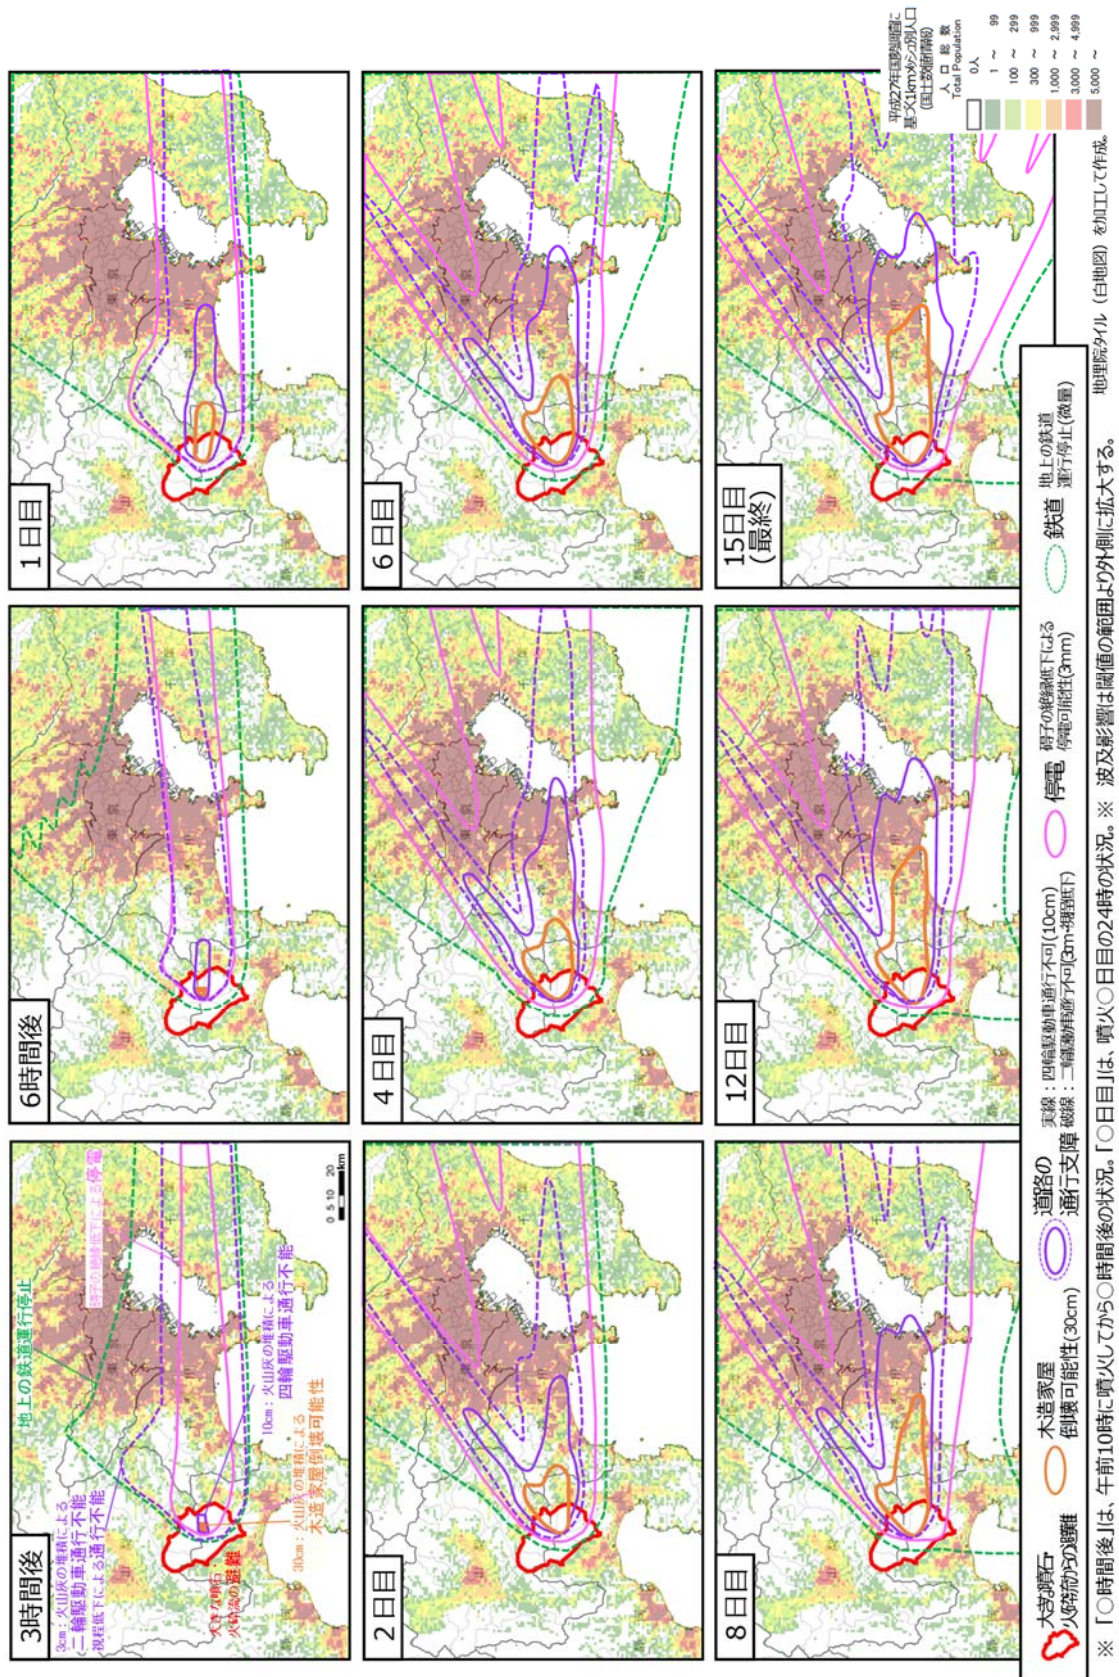 3時間後
地上の鉄道運行停止
3cm：火山灰の堆積による
二輪駆動車通行不能
視程低下による通行不能
碍子の絶縁低下による停電
10cm：火山灰の堆積による
四輪駆動車通行不能
30cm：火山灰の堆積による
木造家屋倒壊可能性
大きな噴石
火砕流の避難
0 5 10 20
km
6時間後
1日目
2日目
4日目
6日目
8日目
12日目
15日目
(最終)
平成27年国勢調査に
基づく1kmメッシュ別人口
(国土数値情報)
人口総数
Total Population
0人
1 ～ 99
100 ～ 299
300 ～ 999
1,000 ～ 2,999
3,000 ～ 4,999
5,000 ～
大きな噴石・
火砕流からの避難
木造家屋
倒壊可能性(30cm)
道路の
通行支障
実線：四輪駆動車通行不可(10cm)
破線：二輪駆動車通行不可(3cm・視程低下)
停電
碍子の絶縁低下による
停電可能性(3mm)
鉄道
地上の鉄道
運行停止(微量)
※「○時間後」は、午前10時に噴火してから○時間後の状況。「○日目」は、噴火○日目の24時の状況。※ 波及影響は閾値の範囲より外側に拡大する。
地理院タイル（白地図）を加工して作成。